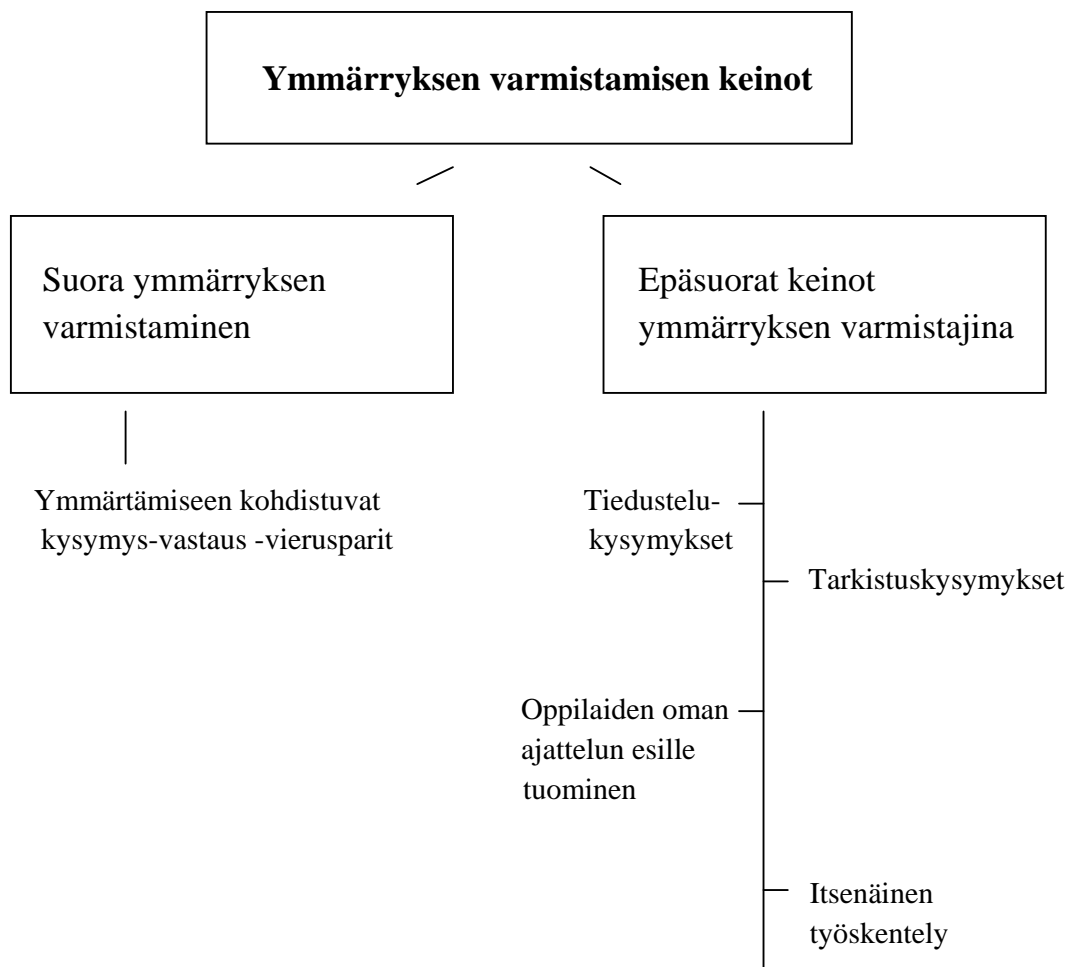 Ymmärryksen varmistamisen keinot
Suora ymmärryksen
varmistaminen
Epäsuorat keinot
ymmärryksen varmistajina
Ymmärtämiseen kohdistuvat
kysymys-vastaus -vierusparit
Tiedustelu-
kysymykset
Tarkistuskysymykset
Oppilaiden oman
ajattelun esille
tuominen
Itsenäinen
työskentely